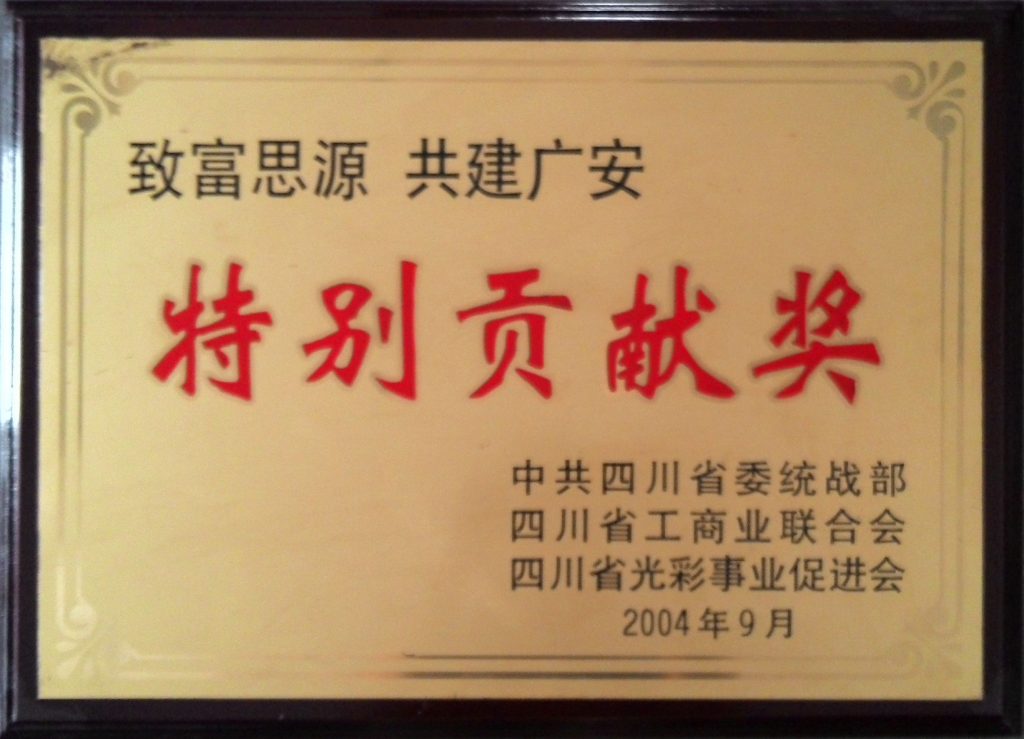 致富思源 共建广安
特别贡献奖
中共四川省委统战部
四川省工商业联合会
四川省光彩事业促进会
2004年9月